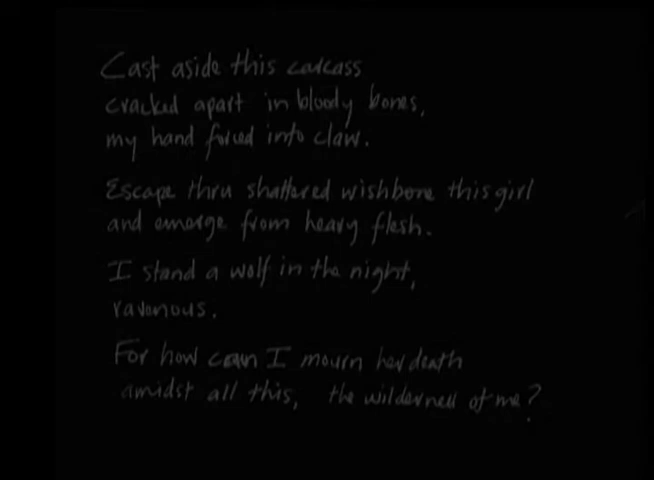 Cast aside this carcass
cracked apart in bloody bones,
my hand forced into claw.
Escape thru shattered wishbone this girl
and emerge from heavy flesh.
I stand a wolf in the night,
ravenous.
For how can I mourn her death
amidst all this, the wilderness of me?